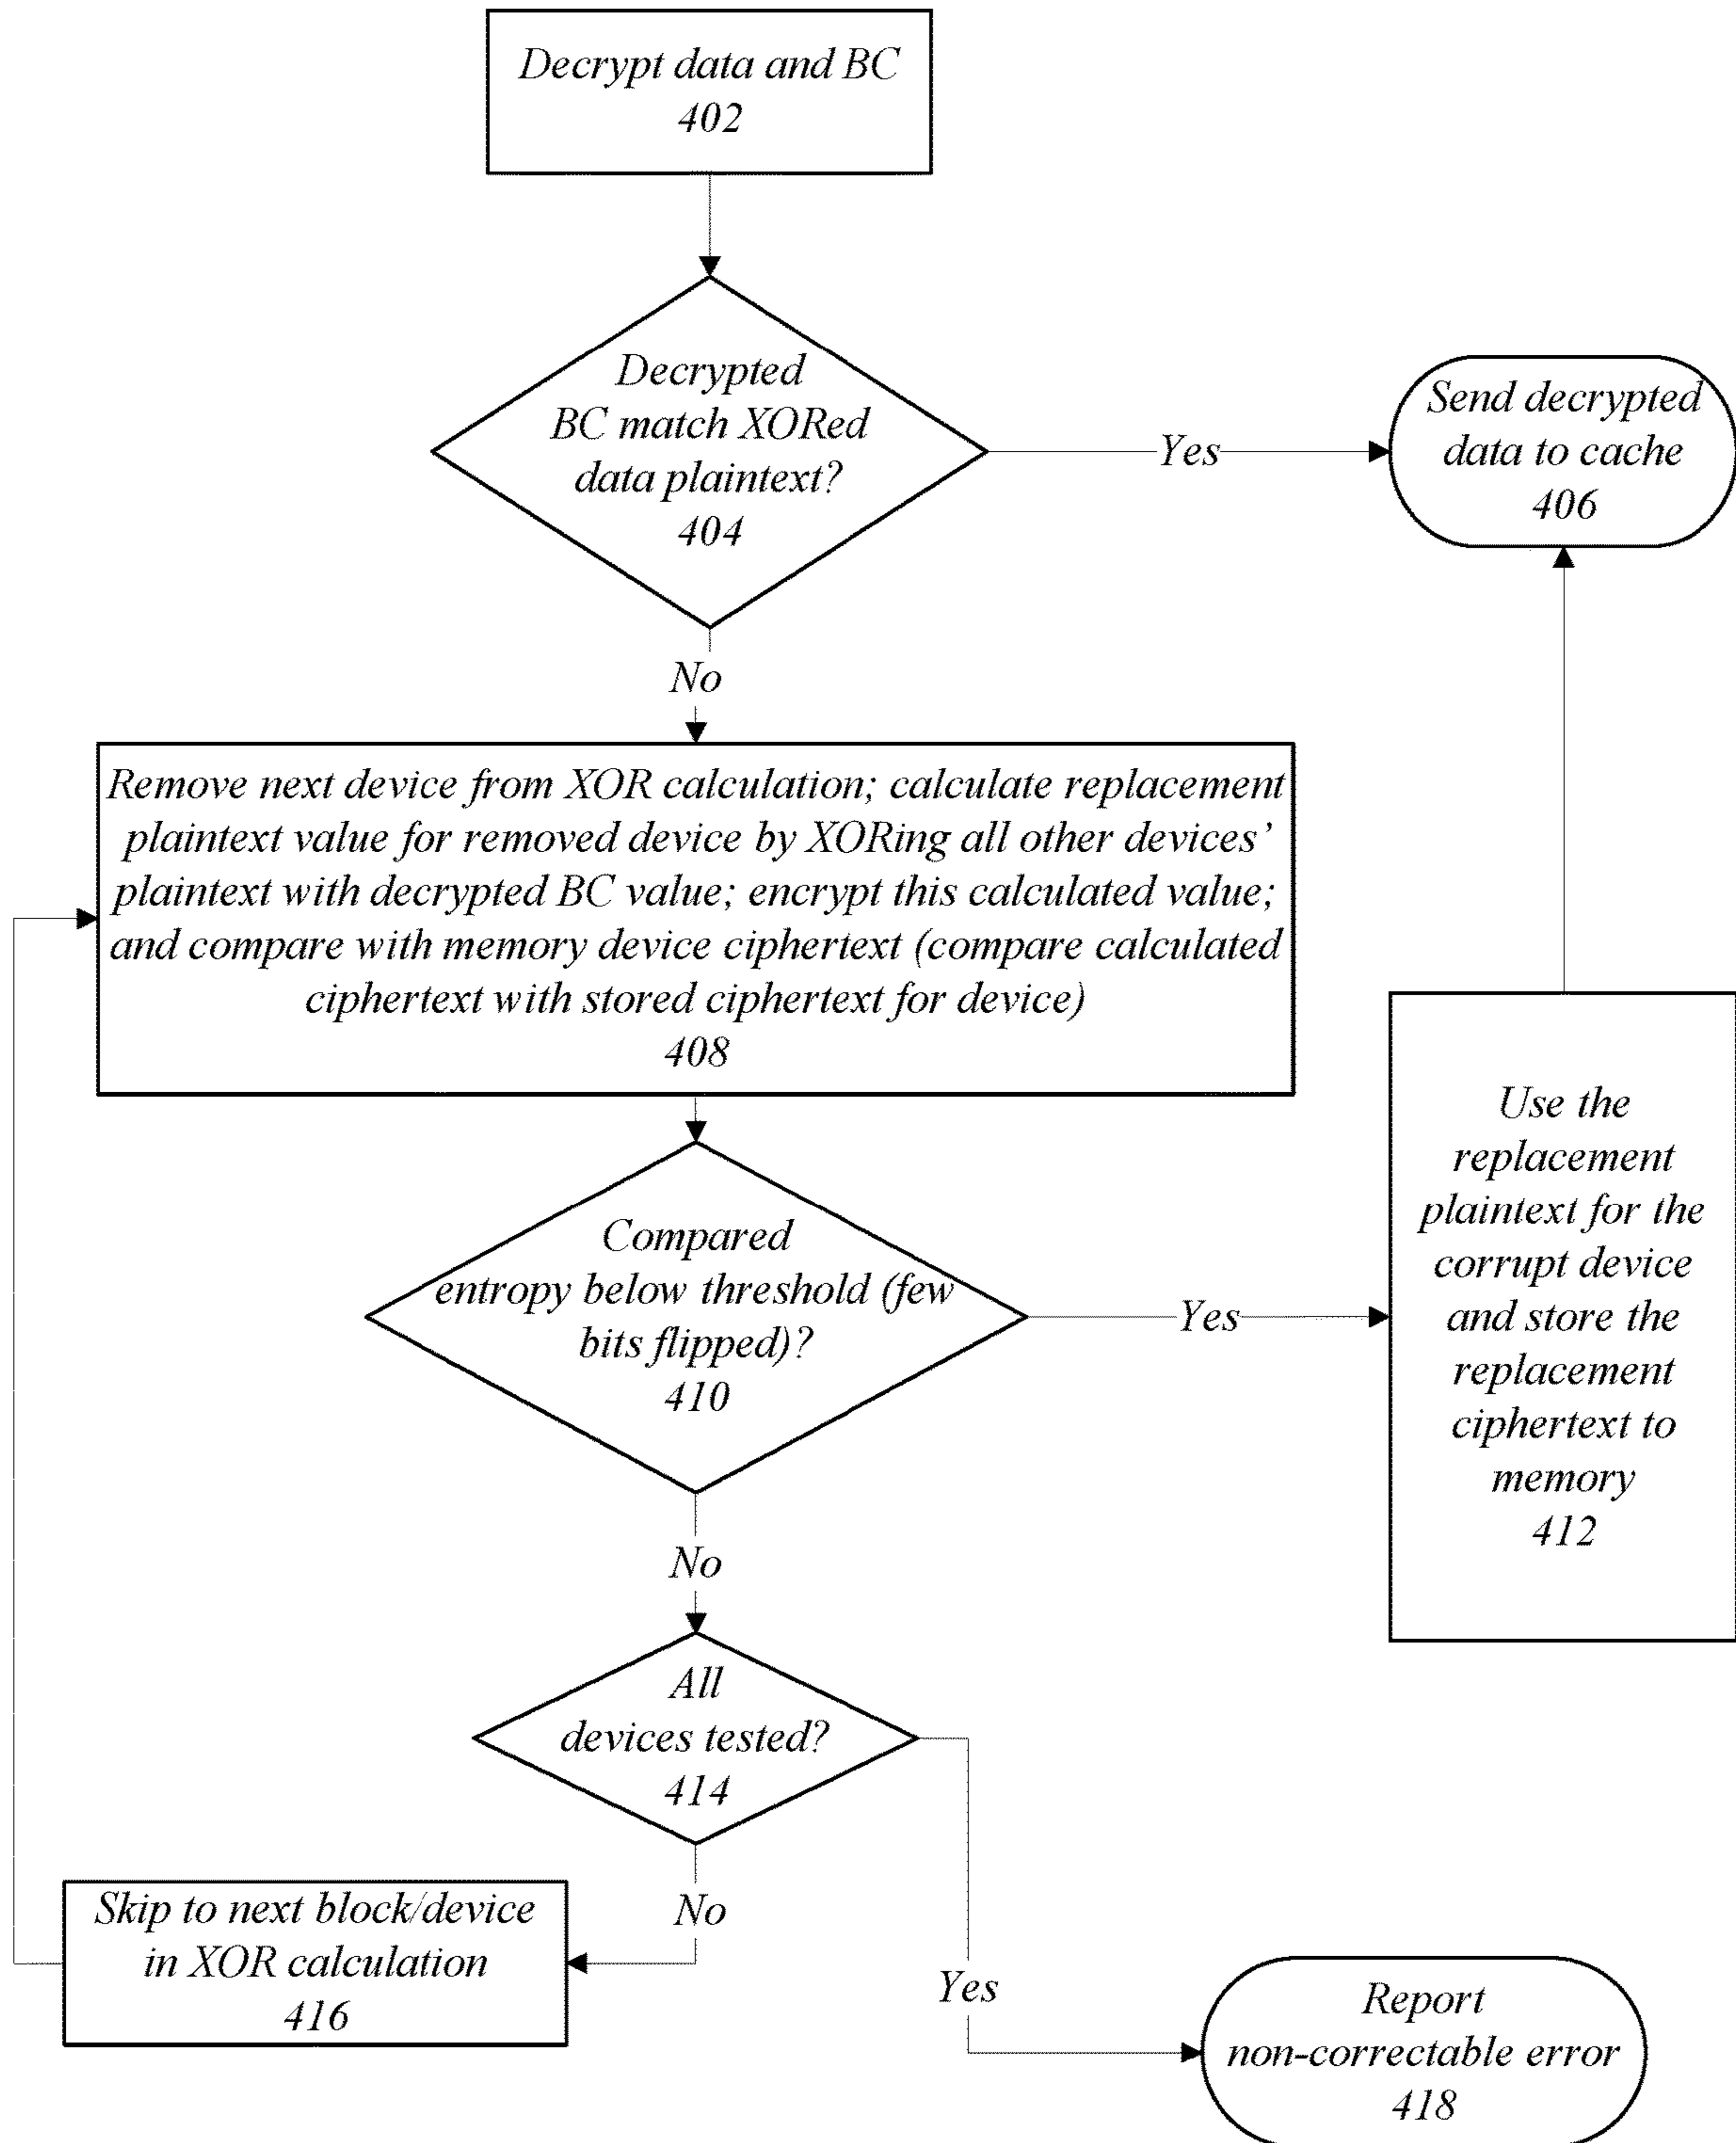 Decrypt data and BC
402
Decrypted
BC match XORed
data plaintext?
404
Yes
Send decrypted
data to cache
406
No
Remove next device from XOR calculation; calculate replacement
plaintext value for removed device by XORing all other devices’
plaintext with decrypted BC value; encrypt this calculated value;
and compare with memory device ciphertext (compare calculated
ciphertext with stored ciphertext for device)
408
Compared
entropy below threshold (few
bits flipped)?
410
Yes
Use the
replacement
plaintext for the
corrupt device
and store the
replacement
ciphertext to
memory
412
No
All
devices tested?
414
No
Skip to next block/device
in XOR calculation
416
Yes
Report
non-correctable error
418